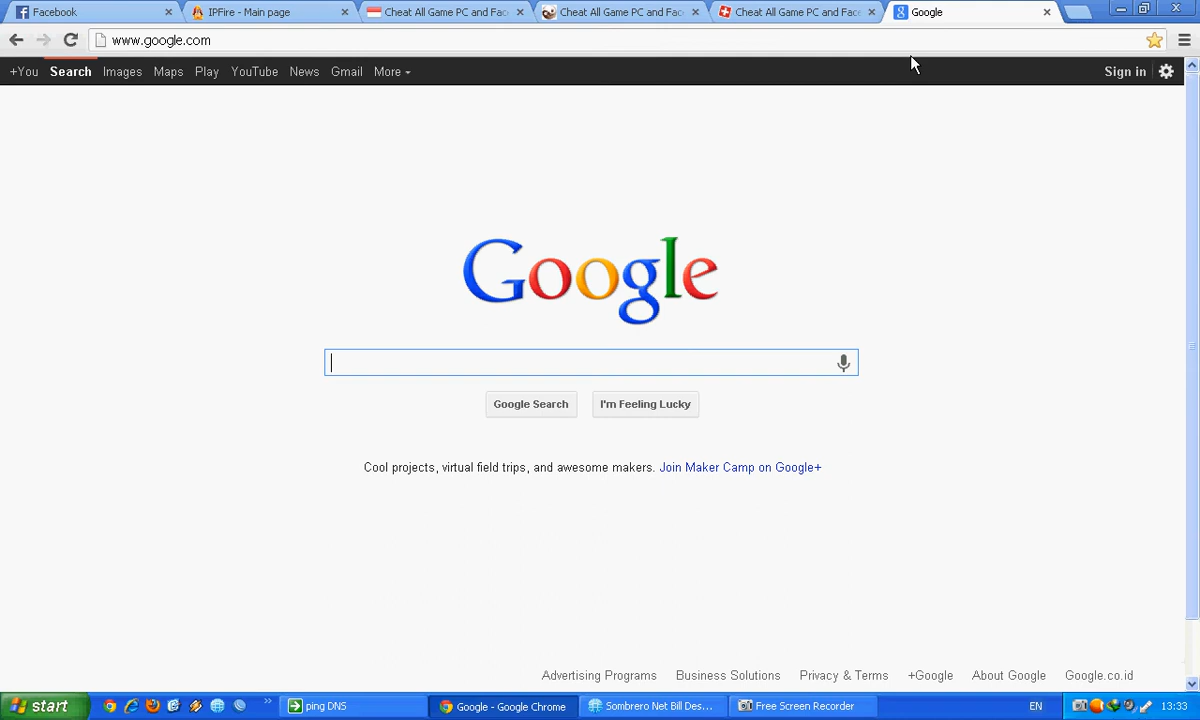 Facebook
IPFire - Main page
Cheat All Game PC and Fac
Cheat All Game PC and Fac
Cheat All Game PC and Fac
Google
www.google.com
+You Search Images Maps Play YouTube News Gmail More
Sign in
Google
Google Search
I'm Feeling Lucky
Cool projects, virtual field trips, and awesome makers. Join Maker Camp on Google+
Advertising Programs Business Solutions Privacy & Terms +Google About Google Google.co.id
start
ping DNS
Google - Google Chrome
Sombrero Net Bill Des...
Free Screen Recorder
EN
13:33